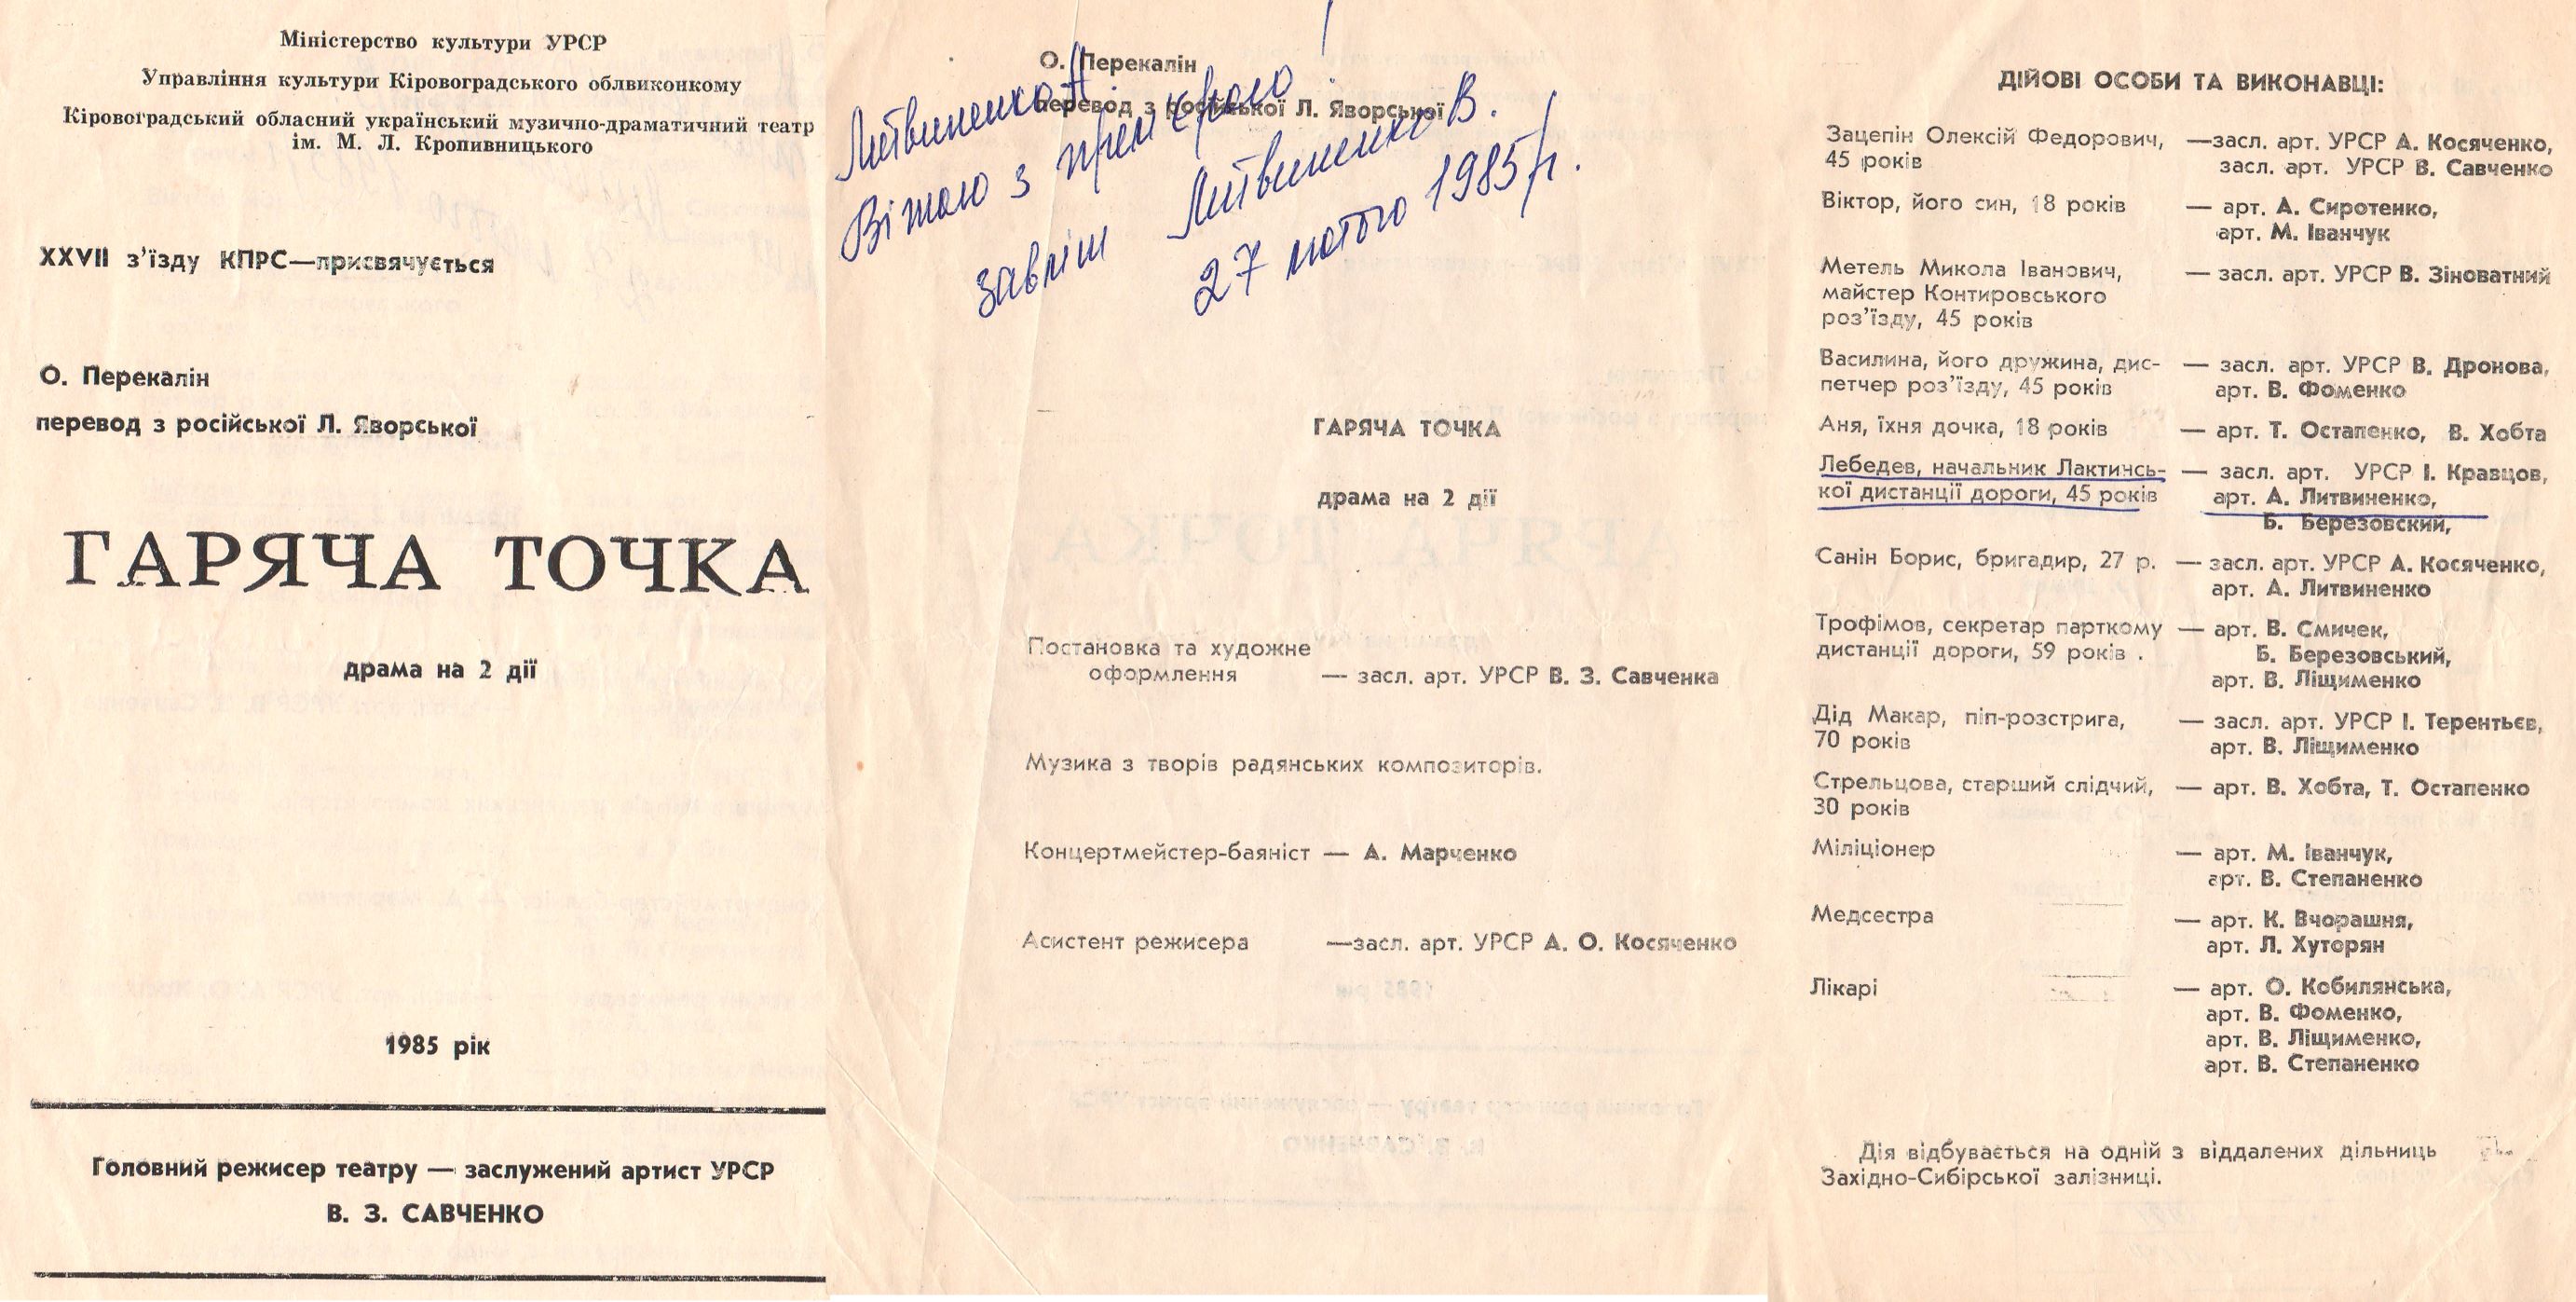 Міністерство культури УРСР
Управління культури Кіровоградського облвиконкому
Кіровоградський обласний український музично-драматичний театр
ім. М. Л. Кропивницького
XXVII з'їзду КПРС—присвячується
О. Перекалін
перевод з російської Л. Яворської
ГАРЯЧА ТОЧКА
драма на 2 дії
1985 рік
Головний режисер театру — заслужений артист УРСР
В. З. САВЧЕНКО
О. Перекалін
перевод з російської Л. Яворської
Литвиненко А.
Вітаю з прем'єрою!
завліт Литвиненко В.
27 лютого 1985 р.
ГАРЯЧА ТОЧКА
драма на 2 дії
Постановка та художнє
оформлення — засл. арт. УРСР В. З. Савченка
Музика з творів радянських композиторів.
Концертмейстер-баяніст — А. Марченко
Асистент режисера —засл. арт. УРСР А. О. Косяченко
ДІЙОВІ ОСОБИ ТА ВИКОНАВЦІ:
Зацепін Олексій Федорович, —засл. арт. УРСР А. Косяченко,
45 років засл. арт. УРСР В. Савченко
Віктор, його син, 18 років — арт. А. Сиротенко,
арт. М. Іванчук
Метель Микола Іванович, — засл. арт. УРСР В. Зіноватний
майстер Контировського
роз'їзду, 45 років
Василина, його дружина, дис- — засл. арт. УРСР В. Дронова,
петчер роз'їзду, 45 років арт. В. Фоменко
Аня, їхня дочка, 18 років — арт. Т. Остапенко, В. Хобта
Лебедев, начальник Лактинсь- — засл. арт. УРСР І. Кравцов,
кої дистанції дороги, 45 років арт. А. Литвиненко,
Б. Березовский,
Санін Борис, бригадир, 27 р. — засл. арт. УРСР А. Косяченко,
арт. А. Литвиненко
Трофімов, секретар парткому — арт. В. Смичек,
дистанції дороги, 59 років . Б. Березовський,
арт. В. Ліщименко
Дід Макар, піп-розстрига, — засл. арт. УРСР І. Терентьєв,
70 років арт. В. Ліщименко
Стрельцова, старший слідчий, — арт. В. Хобта, Т. Остапенко
30 років
Міліціонер — арт. М. Іванчук,
арт. В. Степаненко
Медсестра — арт. К. Вчорашня,
арт. Л. Хуторян
Лікарі — арт. О. Кобилянська,
арт. В. Фоменко,
арт. В. Ліщименко,
арт. В. Степаненко
Дія відбувається на одній з віддалених дільниць
Західно-Сибірської залізниці.